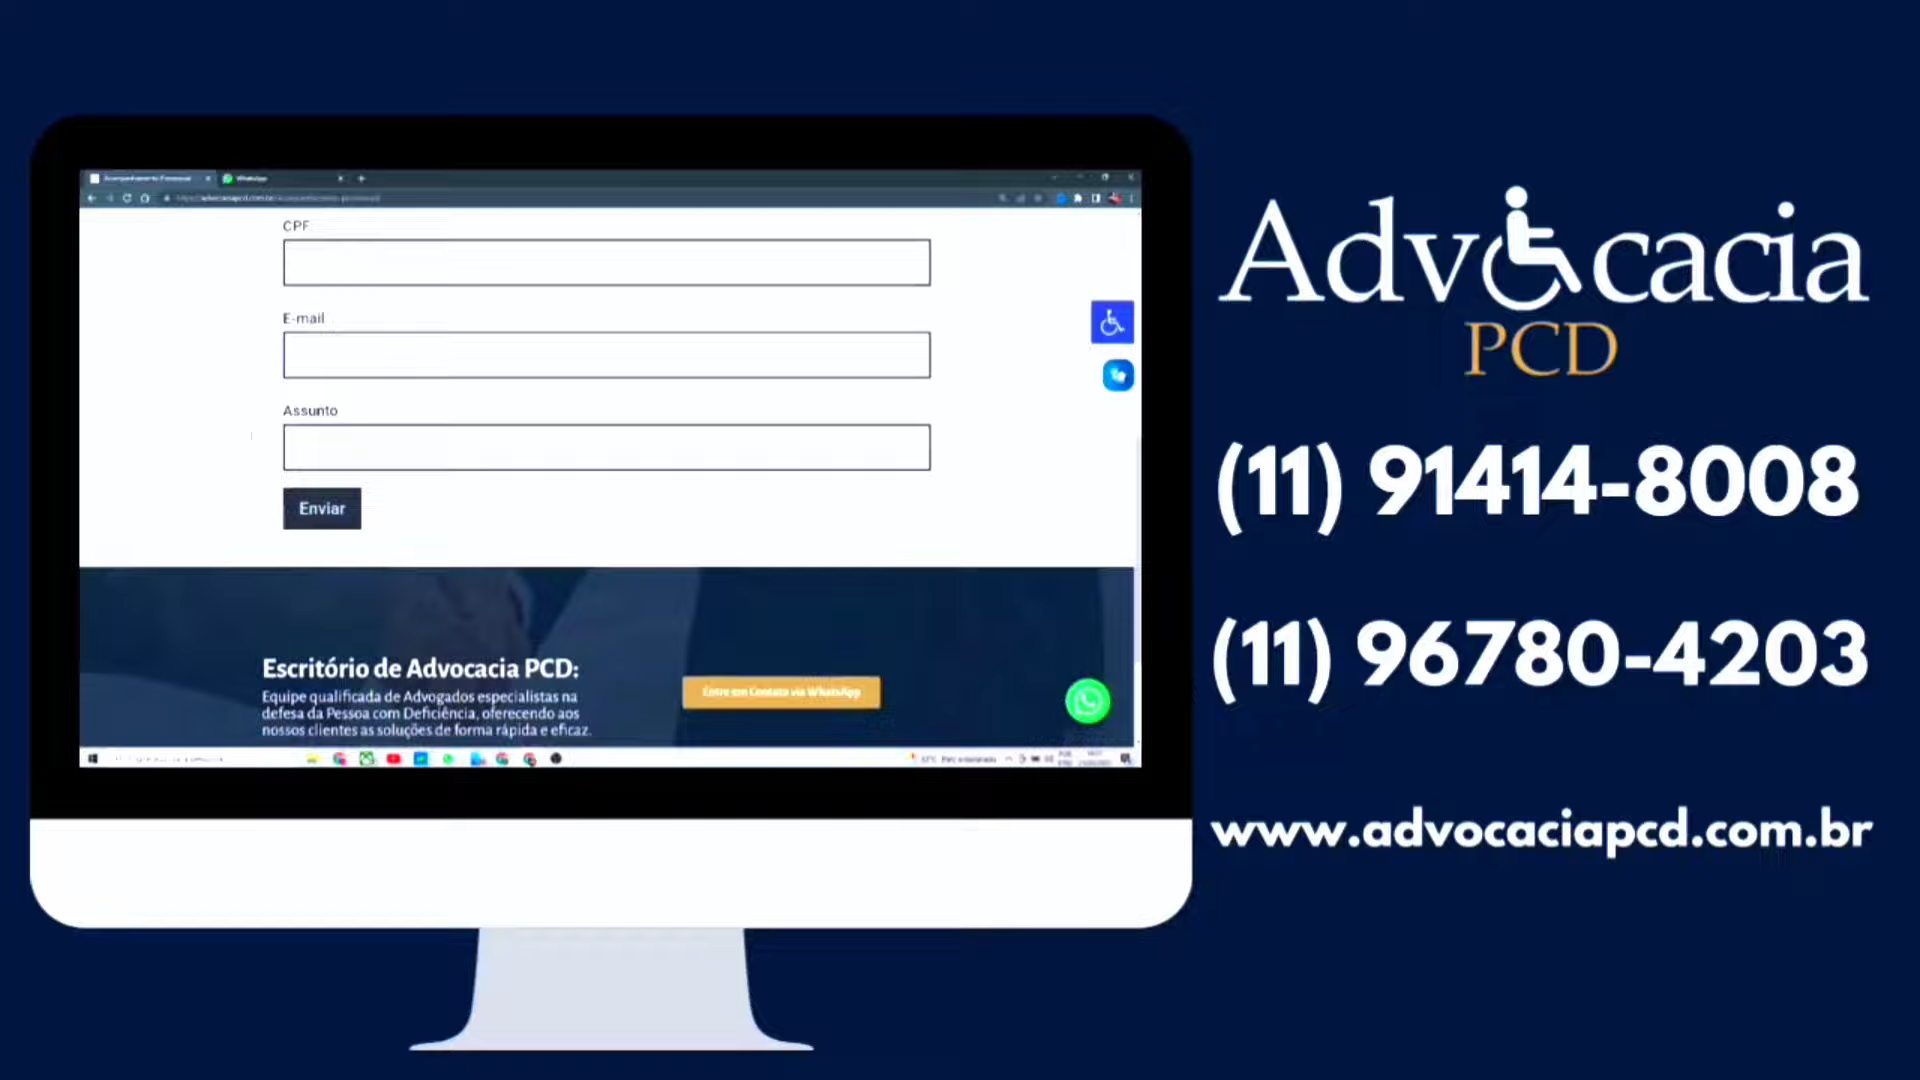 WhatsApp
CPF
E-mail
Assunto
Enviar
Escritório de Advocacia PCD:
Equipe qualificada de Advogados especialistas na
defesa da Pessoa com Deficiência, oferecendo aos
nossos clientes as soluções de forma rápida e eficaz.
Entre em Contato via WhatsApp
Advocacia
PCD
(11) 91414-8008
(11) 96780-4203
www.advocaciapcd.com.br